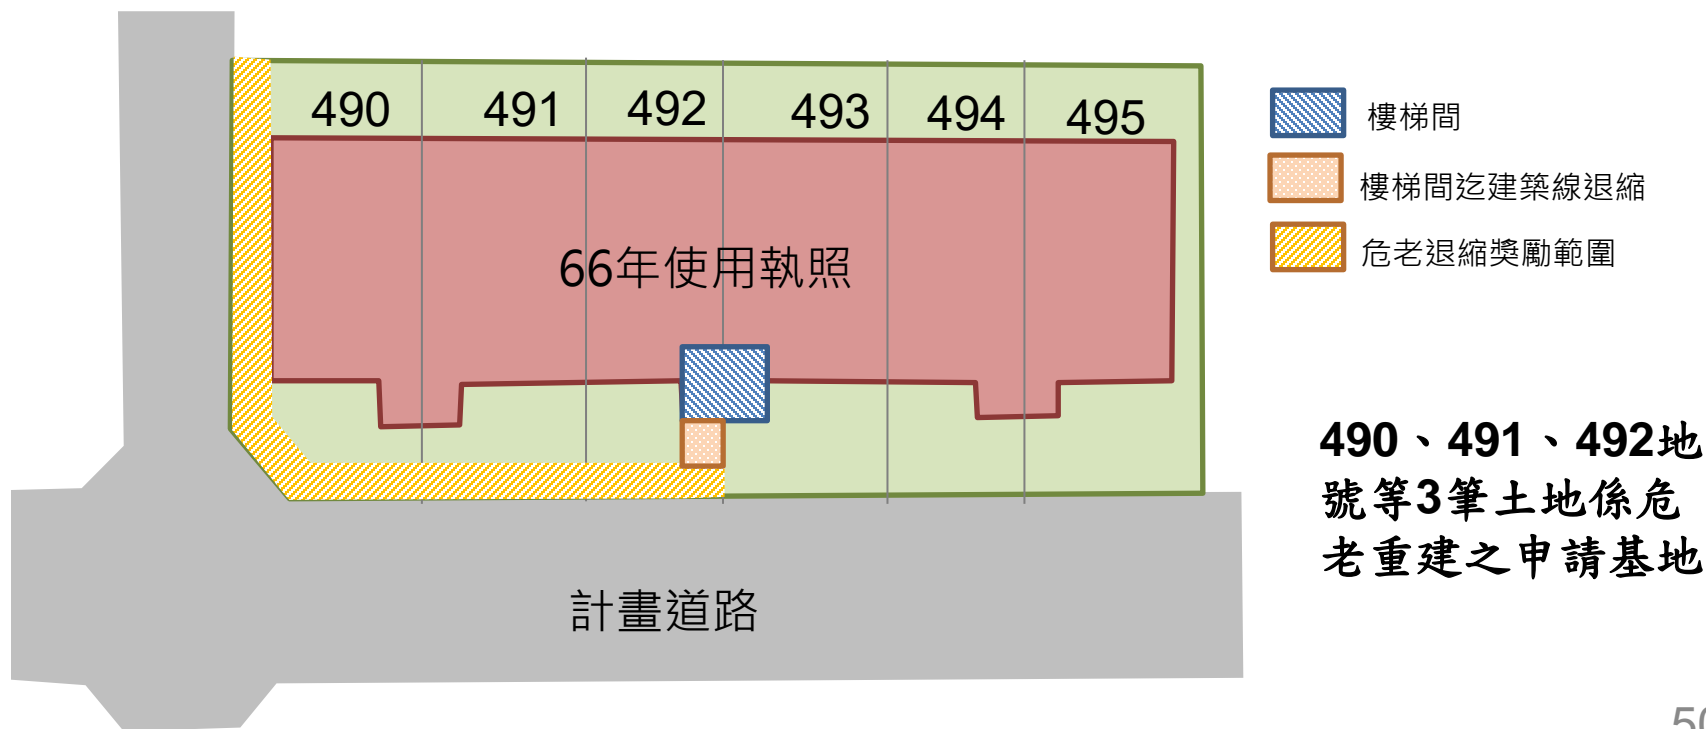 490
491
492
493
494
495
66年使用執照
計畫道路
樓梯間
樓梯間迄建築線退縮
危老退縮獎勵範圍
490、491、492地
號等3筆土地係危
老重建之申請基地